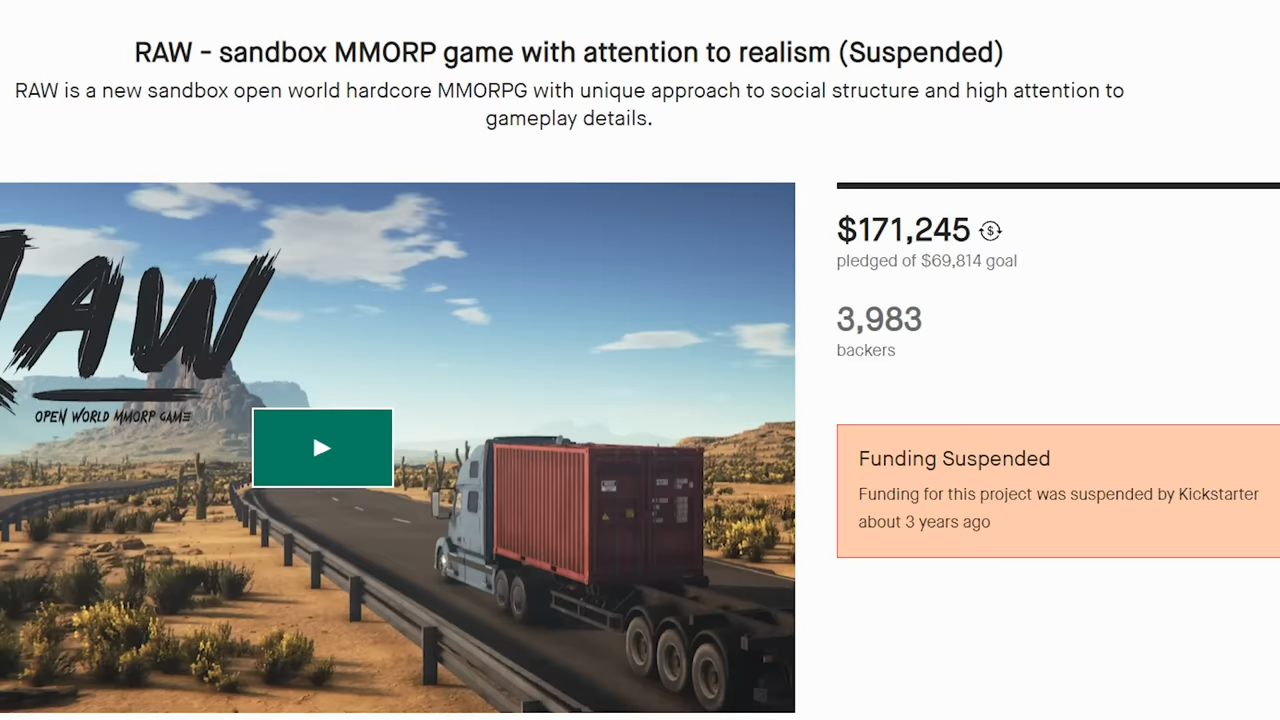 RAW - sandbox MMORP game with attention to realism (Suspended)
RAW is a new sandbox open world hardcore MMORPG with unique approach to social structure and high attention to
gameplay details.
RAW
OPEN WORLD MMORP GAME
$171,245
pledged of $69,814 goal
3,983
backers
Funding Suspended
Funding for this project was suspended by Kickstarter
about 3 years ago